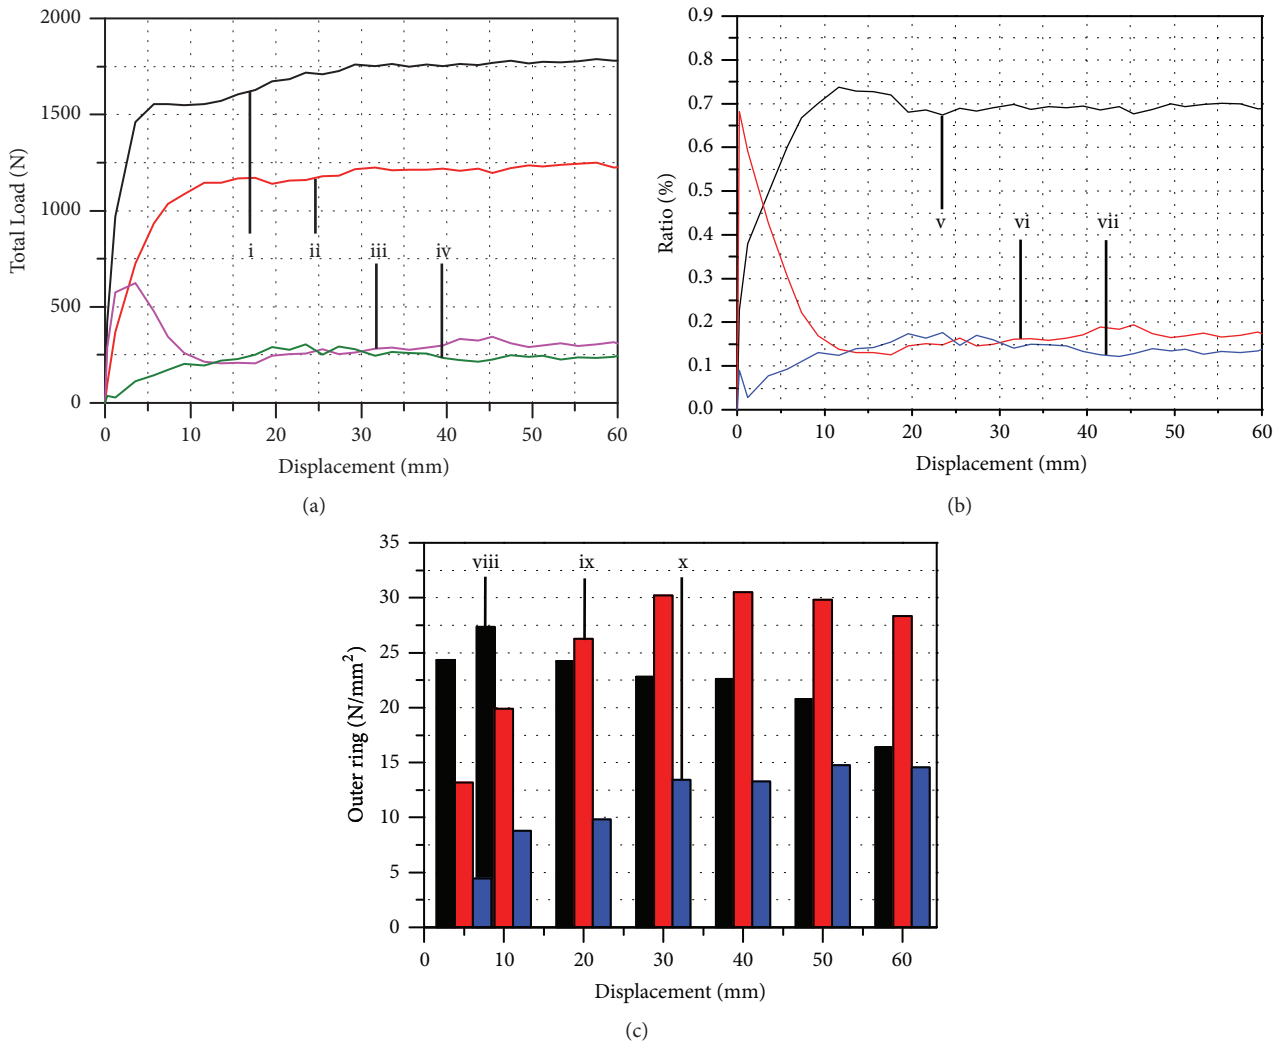 2000
1500
1000
500
0
Total Load (N)
i
ii
iii
iv
0 10 20 30 40 50 60
Displacement (mm)
(a)
0.9
0.8
0.7
0.6
0.5
0.4
0.3
0.2
0.1
0.0
Ratio (%)
v
vi
vii
0 10 20 30 40 50 60
Displacement (mm)
(b)
35
30
25
20
15
10
5
0
Outer ring (N/mm²)
viii
ix
x
0 10 20 30 40 50 60
Displacement (mm)
(c)